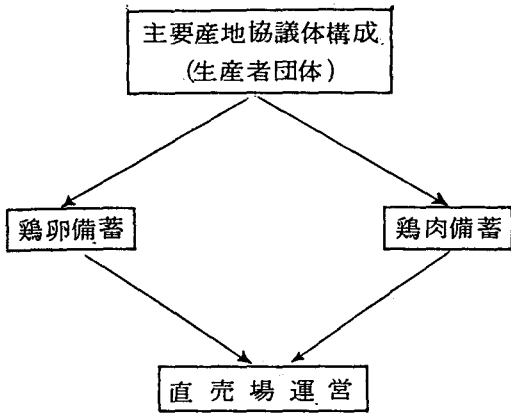 主要産地協議体構成
(生産者団体)
鶏卵備蓄
鶏肉備蓄
直売場運営